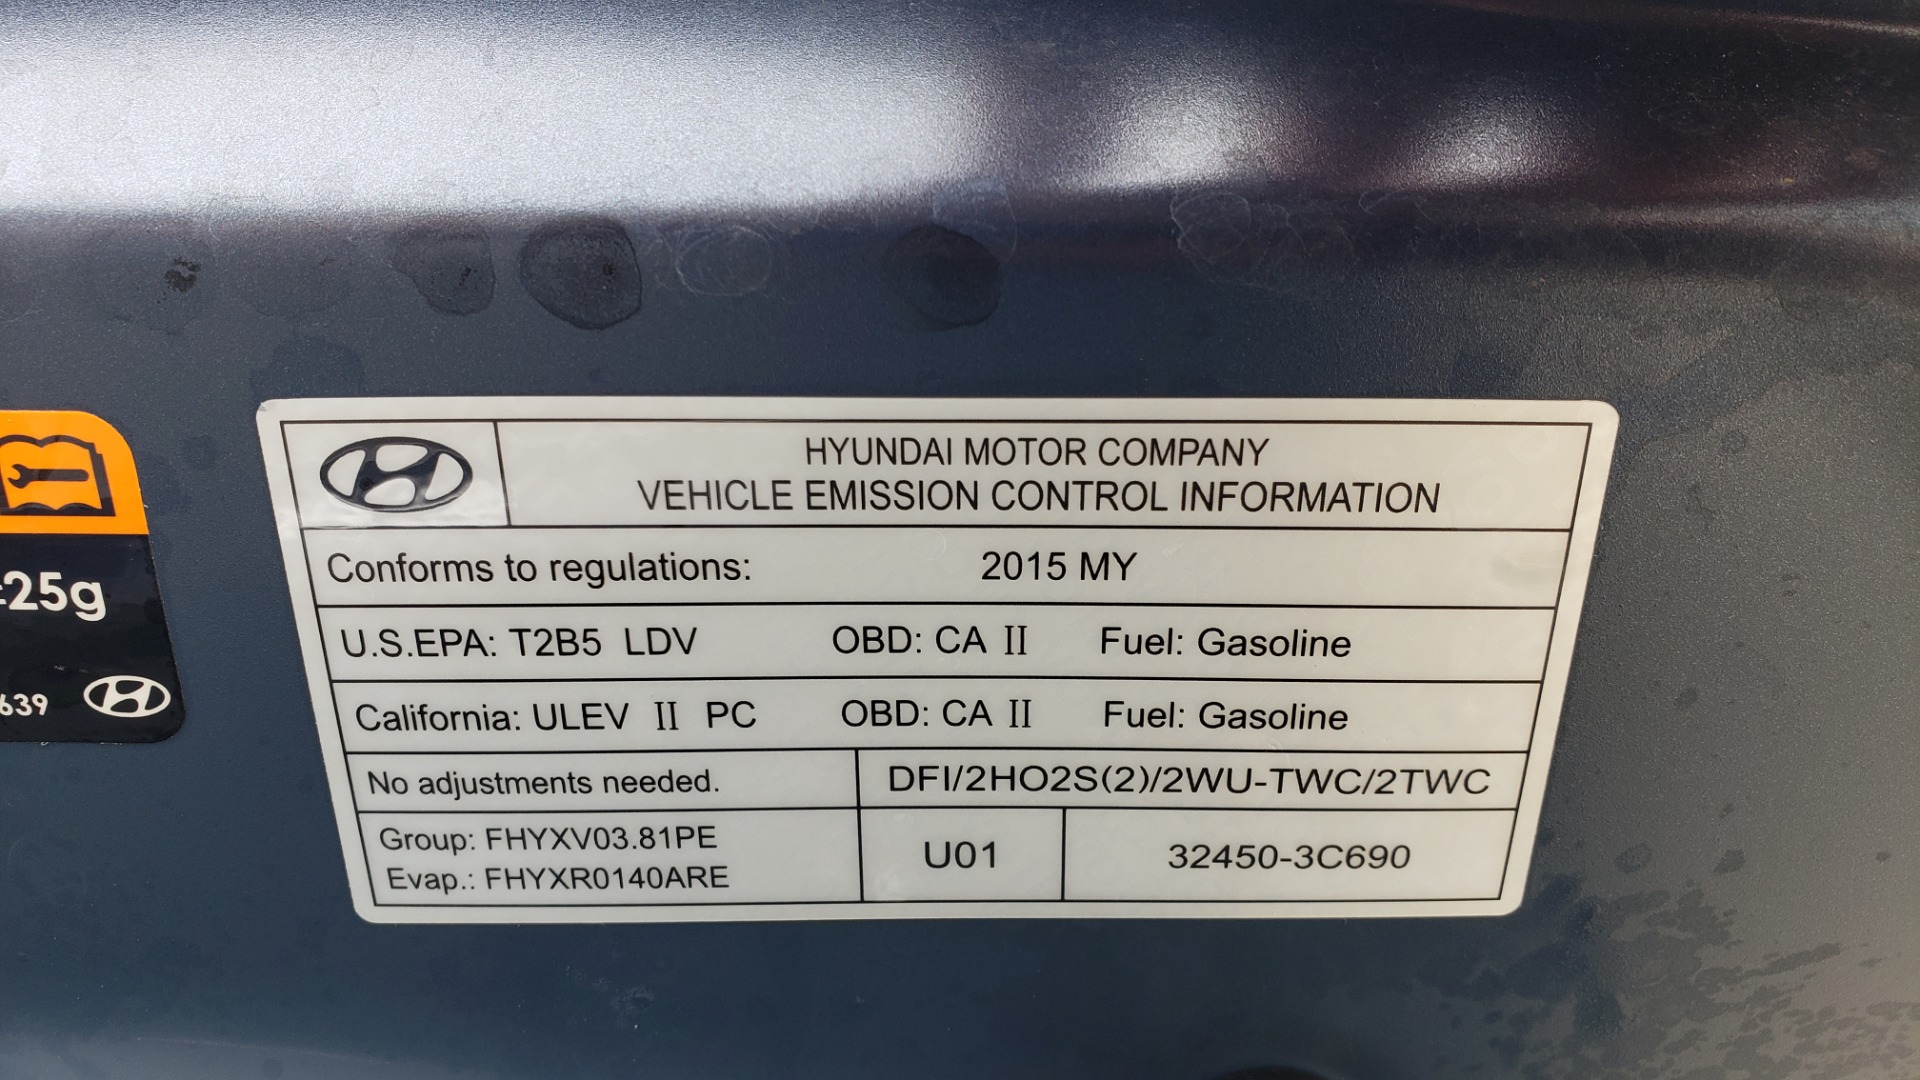 HYUNDAI MOTOR COMPANY
VEHICLE EMISSION CONTROL INFORMATION
Conforms to regulations: 2015 MY
U.S.EPA: T2B5 LDV OBD: CA II Fuel: Gasoline
California: ULEV II PC OBD: CA II Fuel: Gasoline
No adjustments needed. DFI/2HO2S(2)/2WU-TWC/2TWC
Group: FHYXV03.81PE
Evap.: FHYXR0140ARE
U01
32450-3C690
25g
639